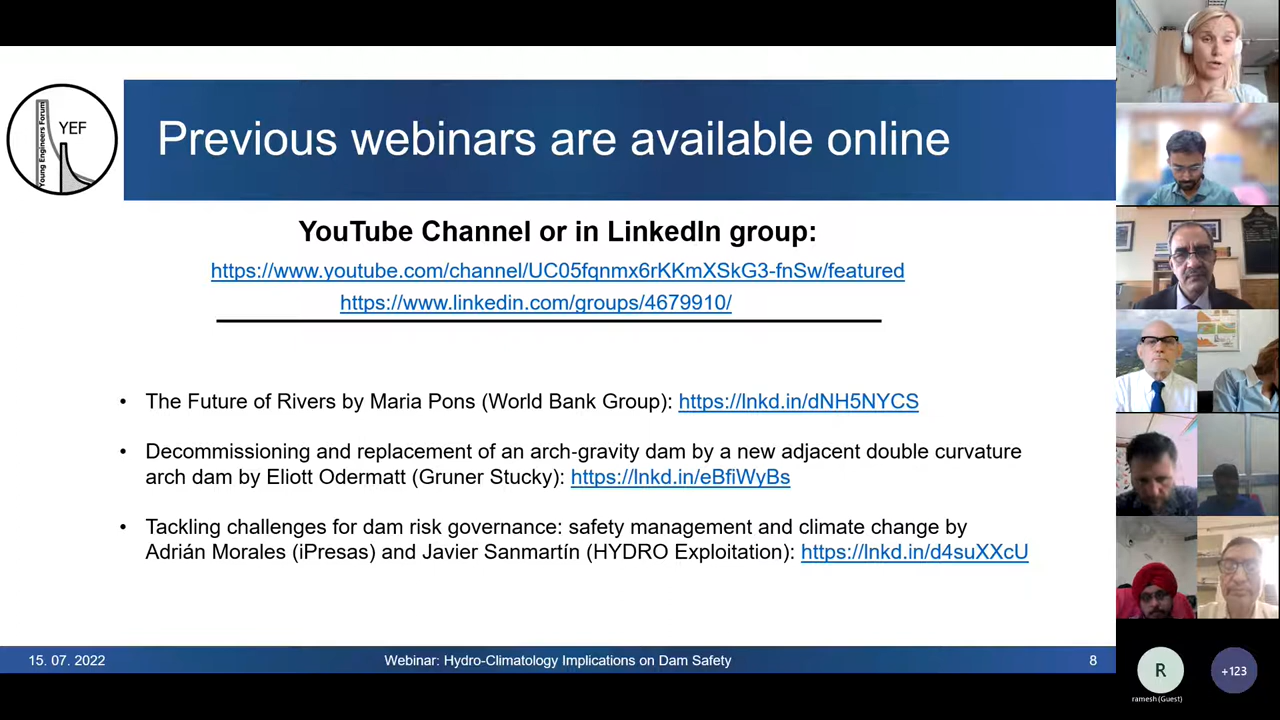 YEF
Young Engineers Forum
Previous webinars are available online
YouTube Channel or in LinkedIn group:
https://www.youtube.com/channel/UC05fqnmx6rKKmXSkG3-fnSw/featured
https://www.linkedin.com/groups/4679910/
• The Future of Rivers by Maria Pons (World Bank Group): https://lnkd.in/dNH5NYCS
• Decommissioning and replacement of an arch-gravity dam by a new adjacent double curvature
arch dam by Eliott Odermatt (Gruner Stucky): https://lnkd.in/eBfiWyBs
• Tackling challenges for dam risk governance: safety management and climate change by
Adrián Morales (iPresas) and Javier Sanmartín (HYDRO Exploitation): https://lnkd.in/d4suXXcU
15. 07. 2022
Webinar: Hydro-Climatology Implications on Dam Safety
8
R
+123
ramesh (Guest)